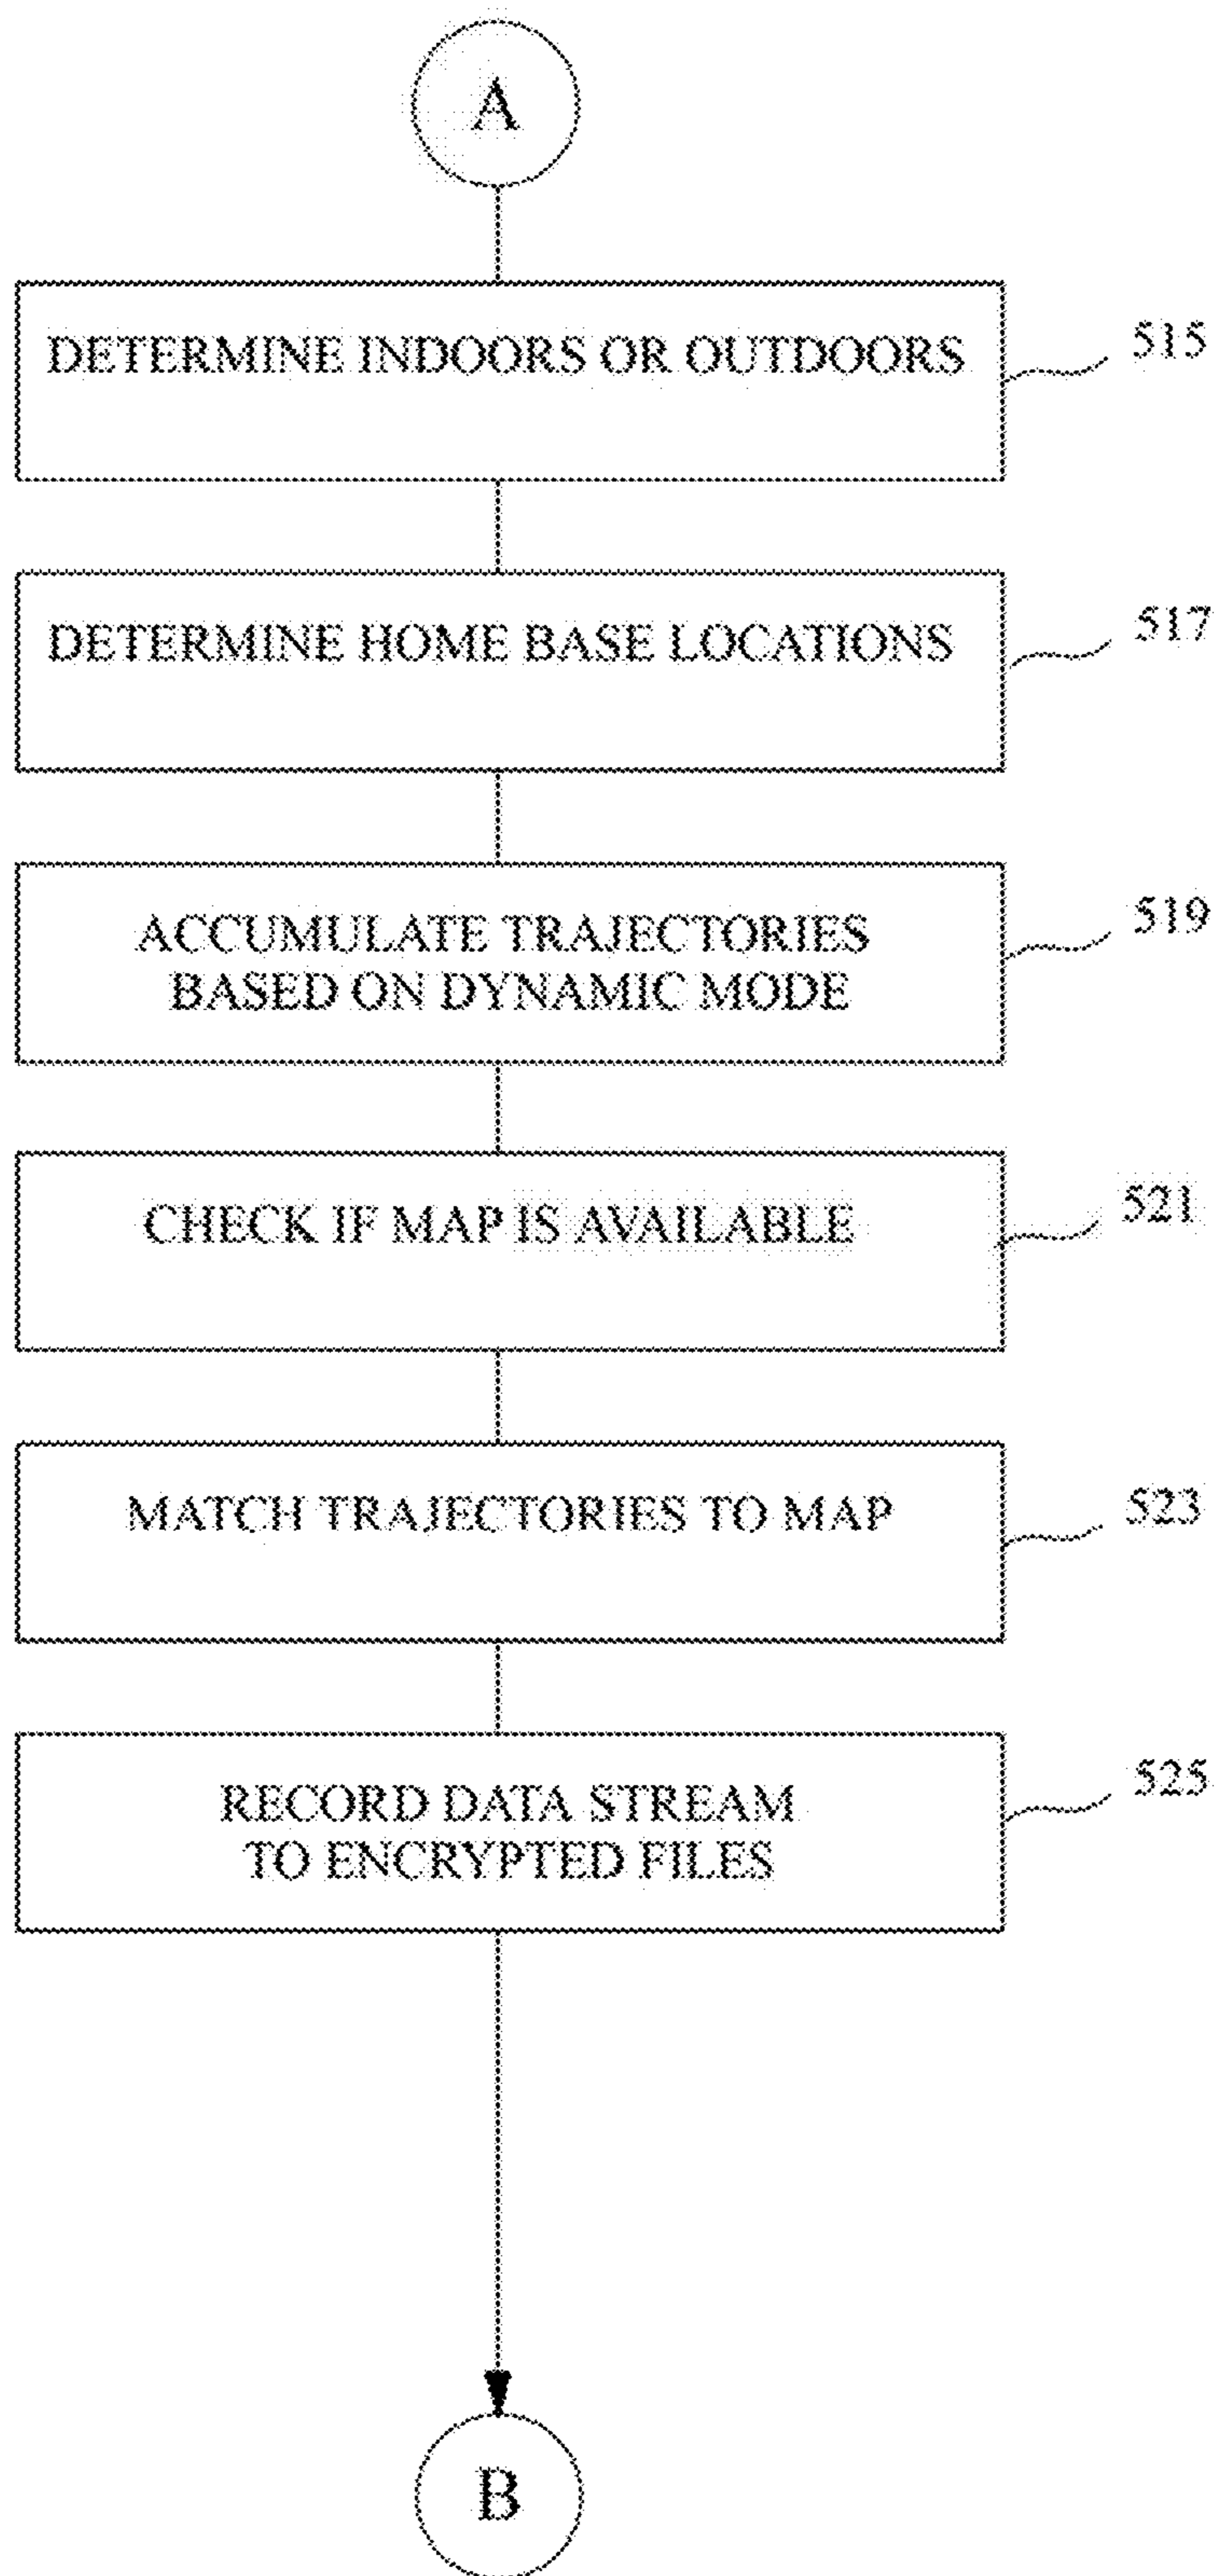 A
DETERMINE INDOORS OR OUTDOORS
515
DETERMINE HOME BASE LOCATIONS
517
ACCUMULATE TRAJECTORIES
BASED ON DYNAMIC MODE
519
CHECK IF MAP IS AVAILABLE
521
MATCH TRAJECTORIES TO MAP
523
RECORD DATA STREAM
TO ENCRYPTED FILES
525
B